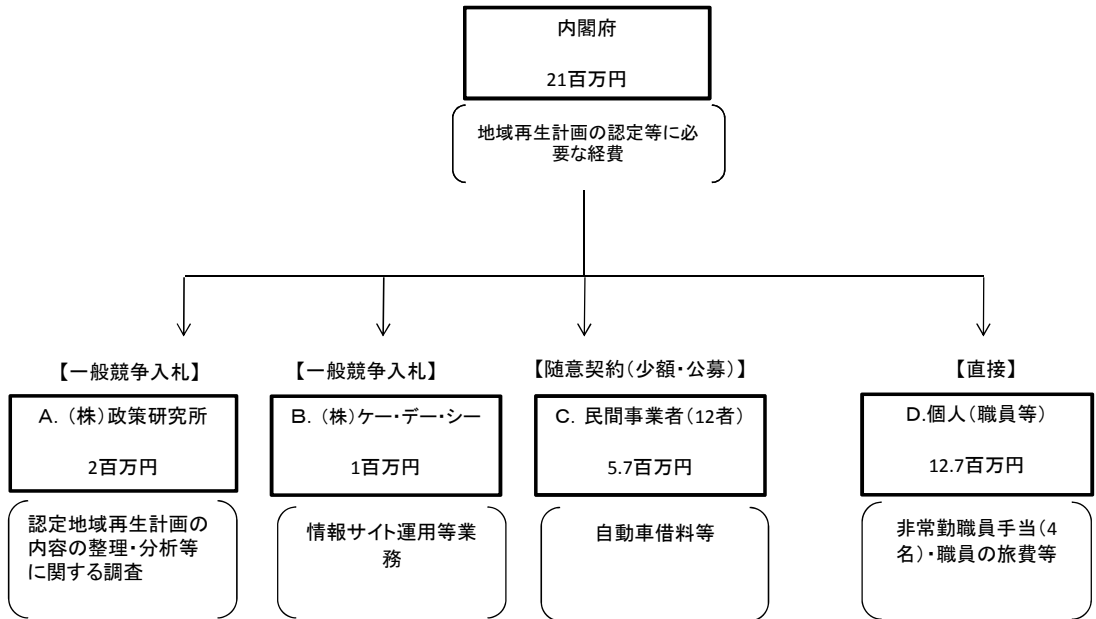 内閣府
21百万円
地域再生計画の認定等に必
要な経費
【一般競争入札】
A. (株)政策研究所
2百万円
認定地域再生計画の
内容の整理・分析等
に関する調査
【一般競争入札】
B. (株)ケー・デー・シー
1百万円
情報サイト運用等業
務
【随意契約(少額・公募)】
C. 民間事業者(12者)
5.7百万円
自動車借料等
【直接】
D.個人(職員等)
12.7百万円
非常勤職員手当(4
名)・職員の旅費等